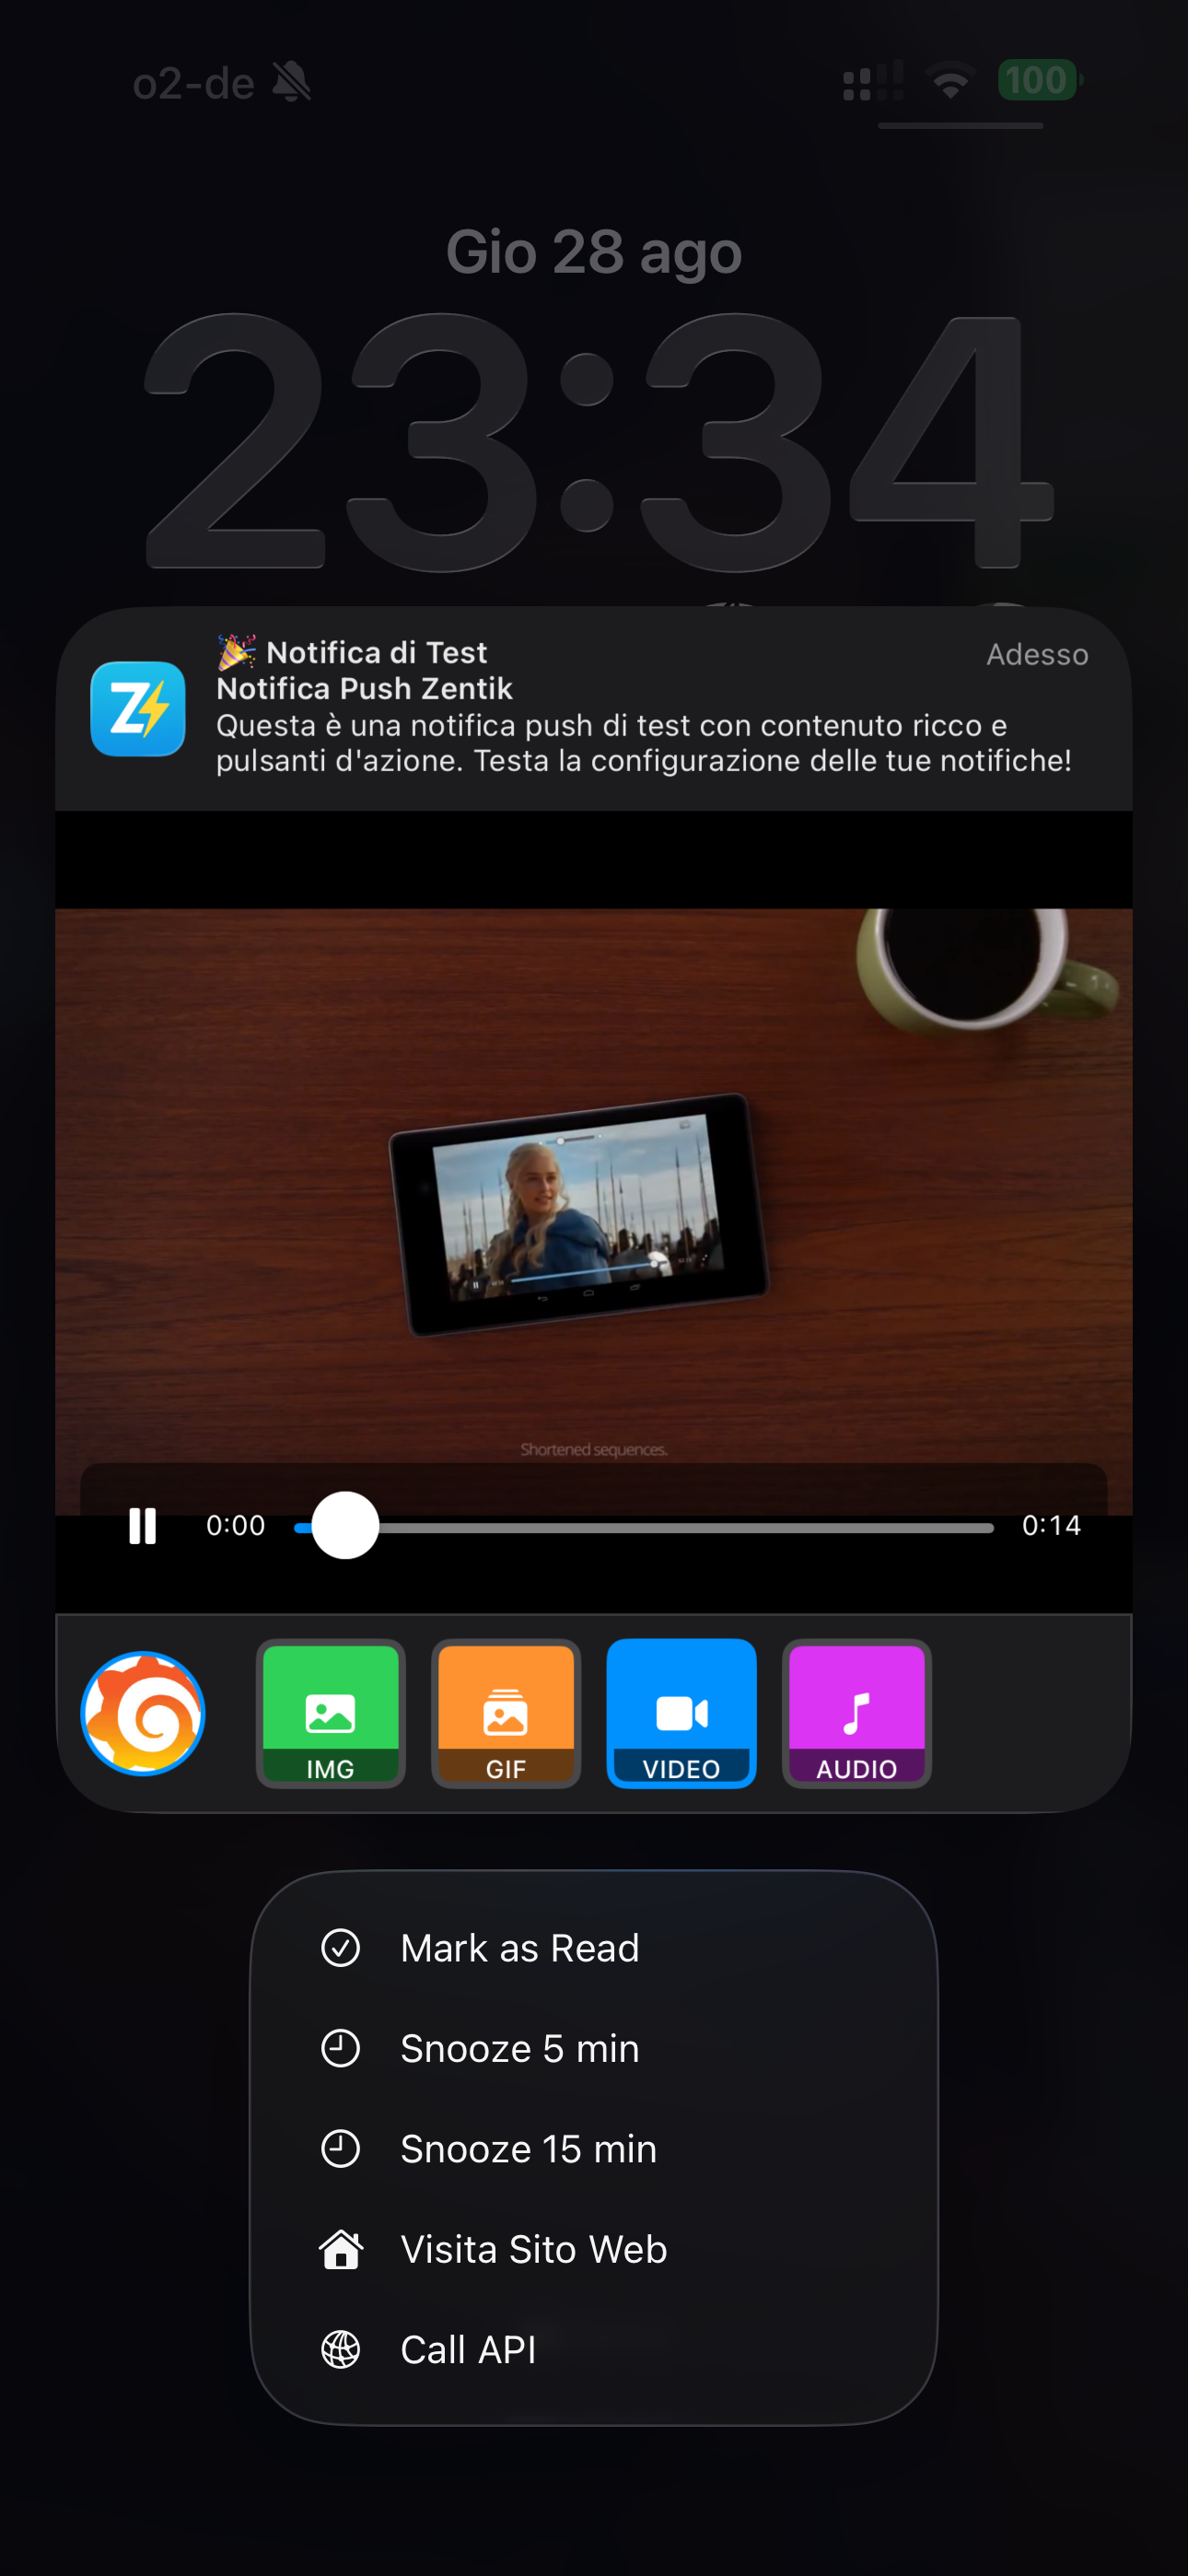 o2-de
100
Gio 28 ago
23:34
🎉 Notifica di Test
Adesso
Notifica Push Zentik
Questa è una notifica push di test con contenuto ricco e
pulsanti d'azione. Testa la configurazione delle tue notifiche!
Z
Shortened sequences.
0:00
0:14
IMG
GIF
VIDEO
AUDIO
Mark as Read
Snooze 5 min
Snooze 15 min
Visita Sito Web
Call API